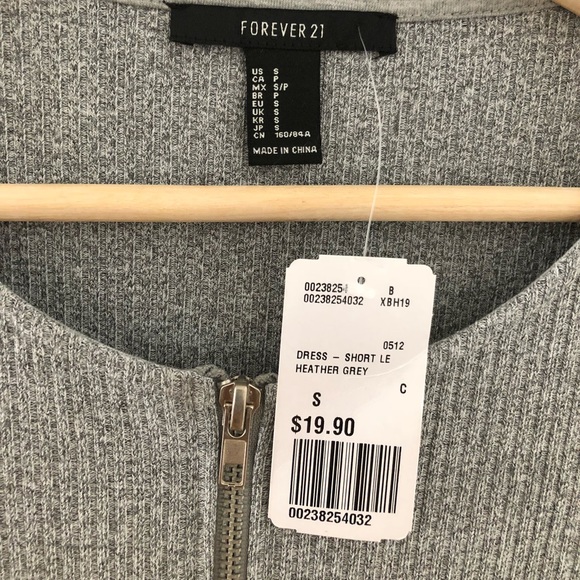 FOREVER 21
US S
CA P
MX S/P
BR P
EU S
UK S
KR S
JP S
CN 160/84A
MADE IN CHINA
0023825 B
00238254032 XBH19
0512
DRESS – SHORT LE
HEATHER GREY
C
S
$19.90
00238254032